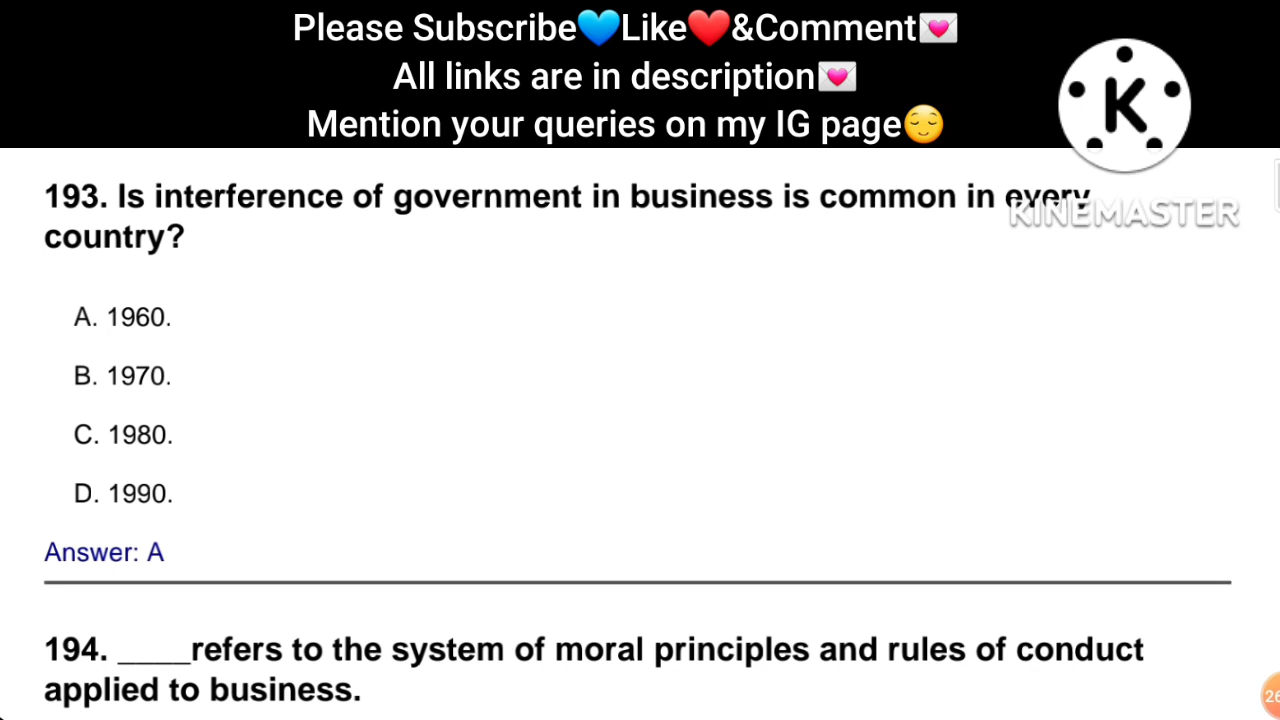 Please Subscribe💙Like❤️&Comment💌
All links are in description💌
Mention your queries on my IG page😌
K
KINEMASTER
193. Is interference of government in business is common in every
country?
A. 1960.
B. 1970.
C. 1980.
D. 1990.
Answer: A
194. ____refers to the system of moral principles and rules of conduct
applied to business.
26